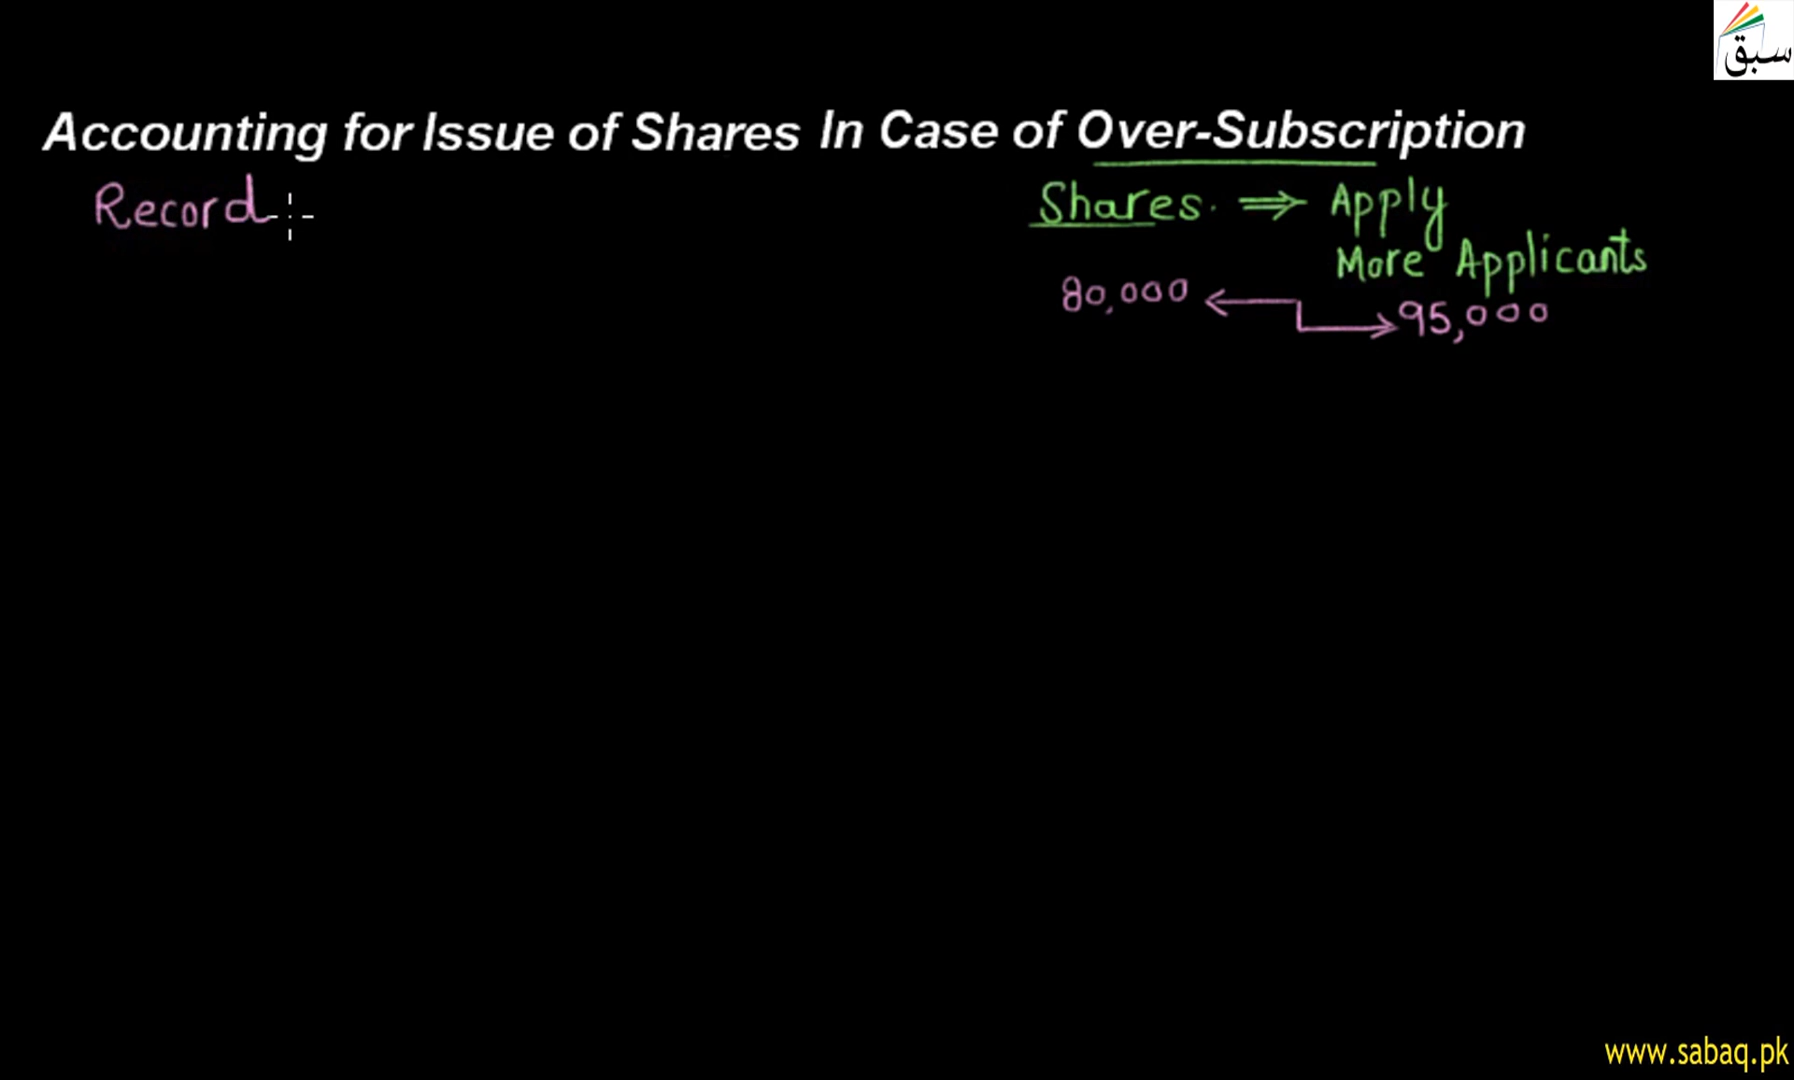 سبق
Accounting for Issue of Shares In Case of Over-Subscription
Record
Shares. ⇒ Apply
More Applicants
80,000
95,000
www.sabaq.pk